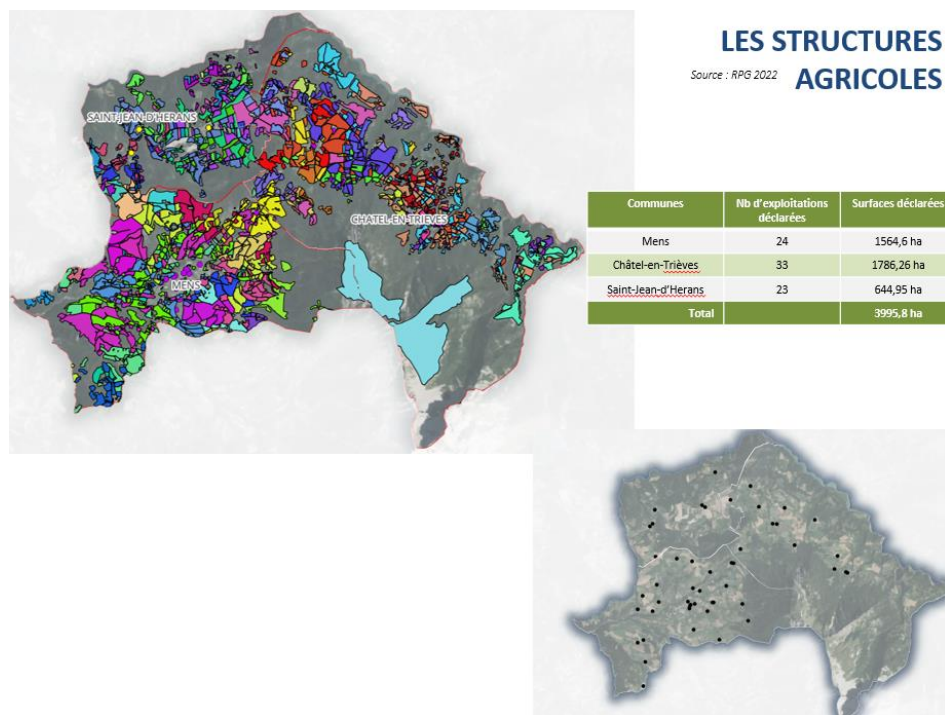 LES STRUCTURES
Source : RPG 2022
AGRICOLES
SAINT-JEAN-D'HERANS
CHATEL-EN-TRIEVES
MENS
Communes
Nb d'exploitations
déclarées
Surfaces déclarées
Mens
24
1564,6 ha
Châtel-en-Trièves
33
1786,26 ha
Saint-Jean-d'Herans
23
644,95 ha
Total
3995,8 ha